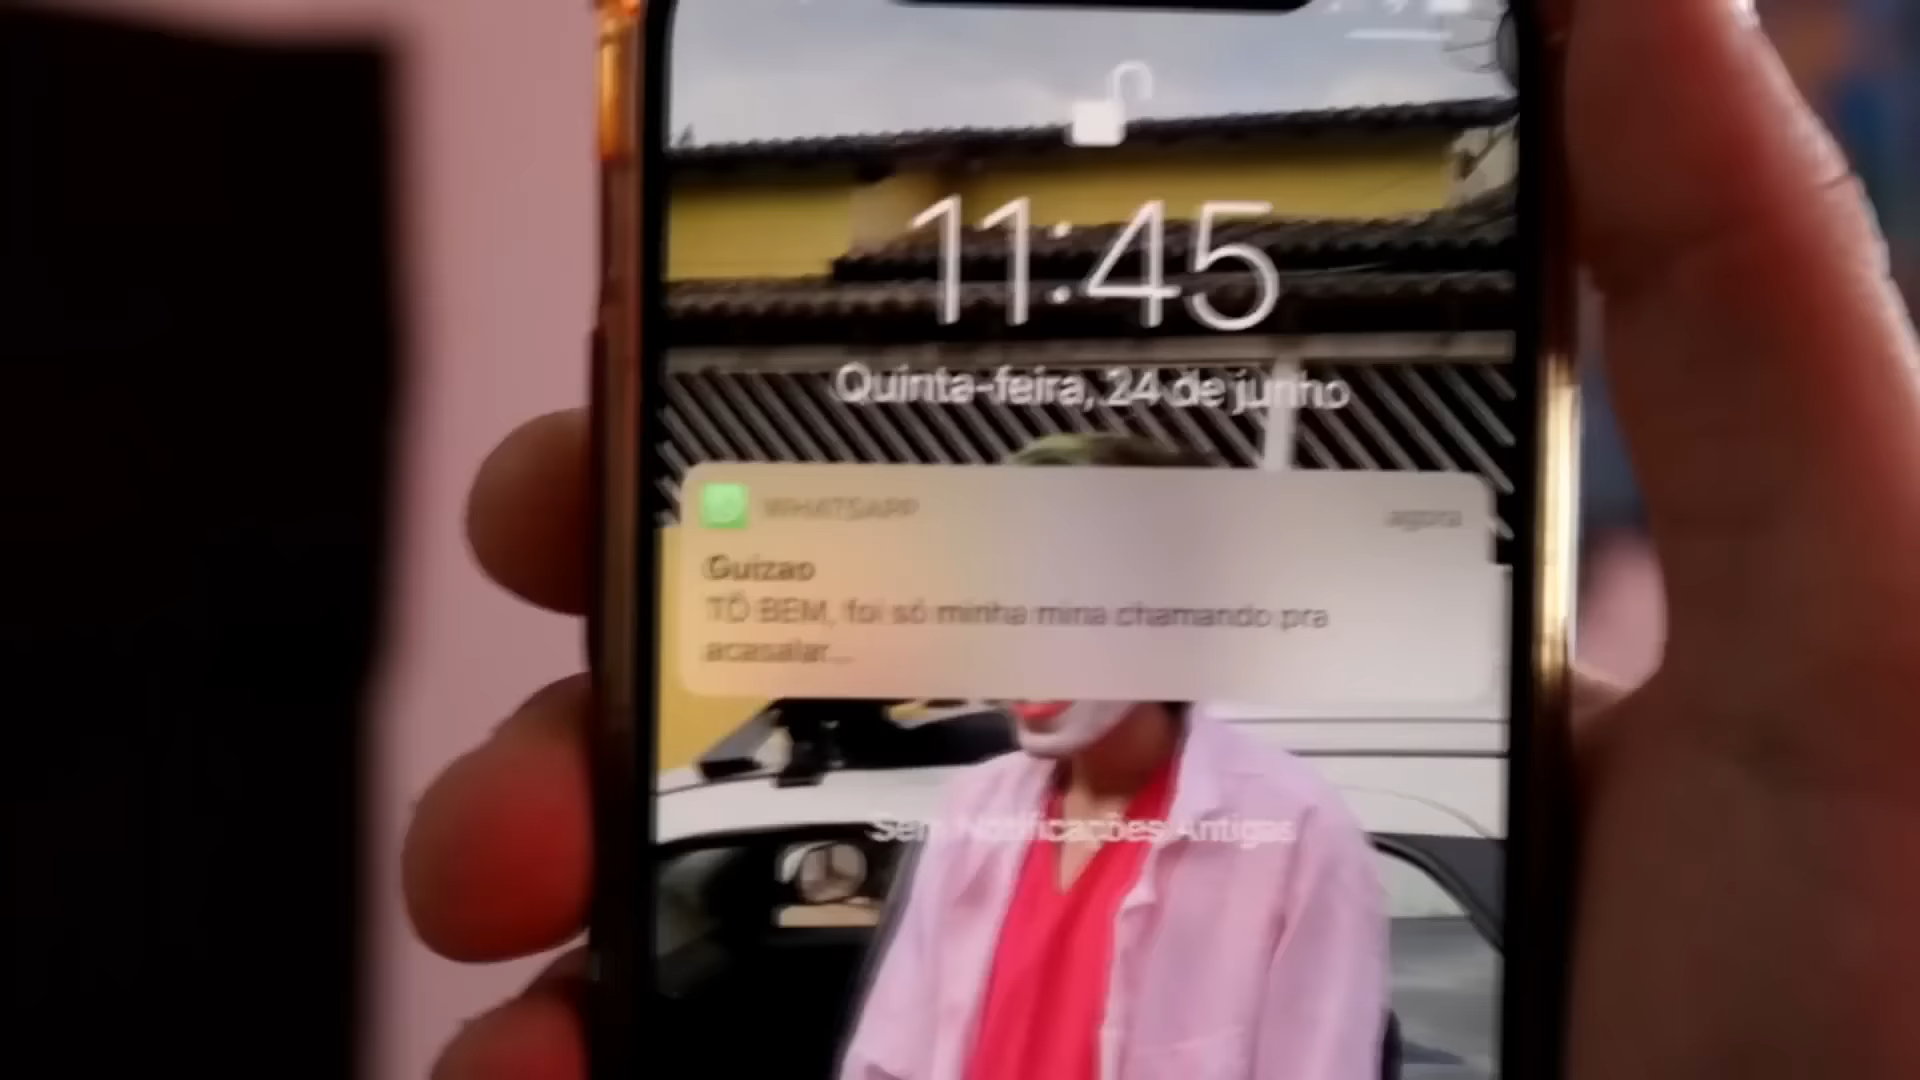 11:45
Quinta-feira, 24 de junho
WHATSAPP
agora
Guizao
TÔ BEM, foi só minha mina chamando pra
acasalar...
Sem Notificações Antigas